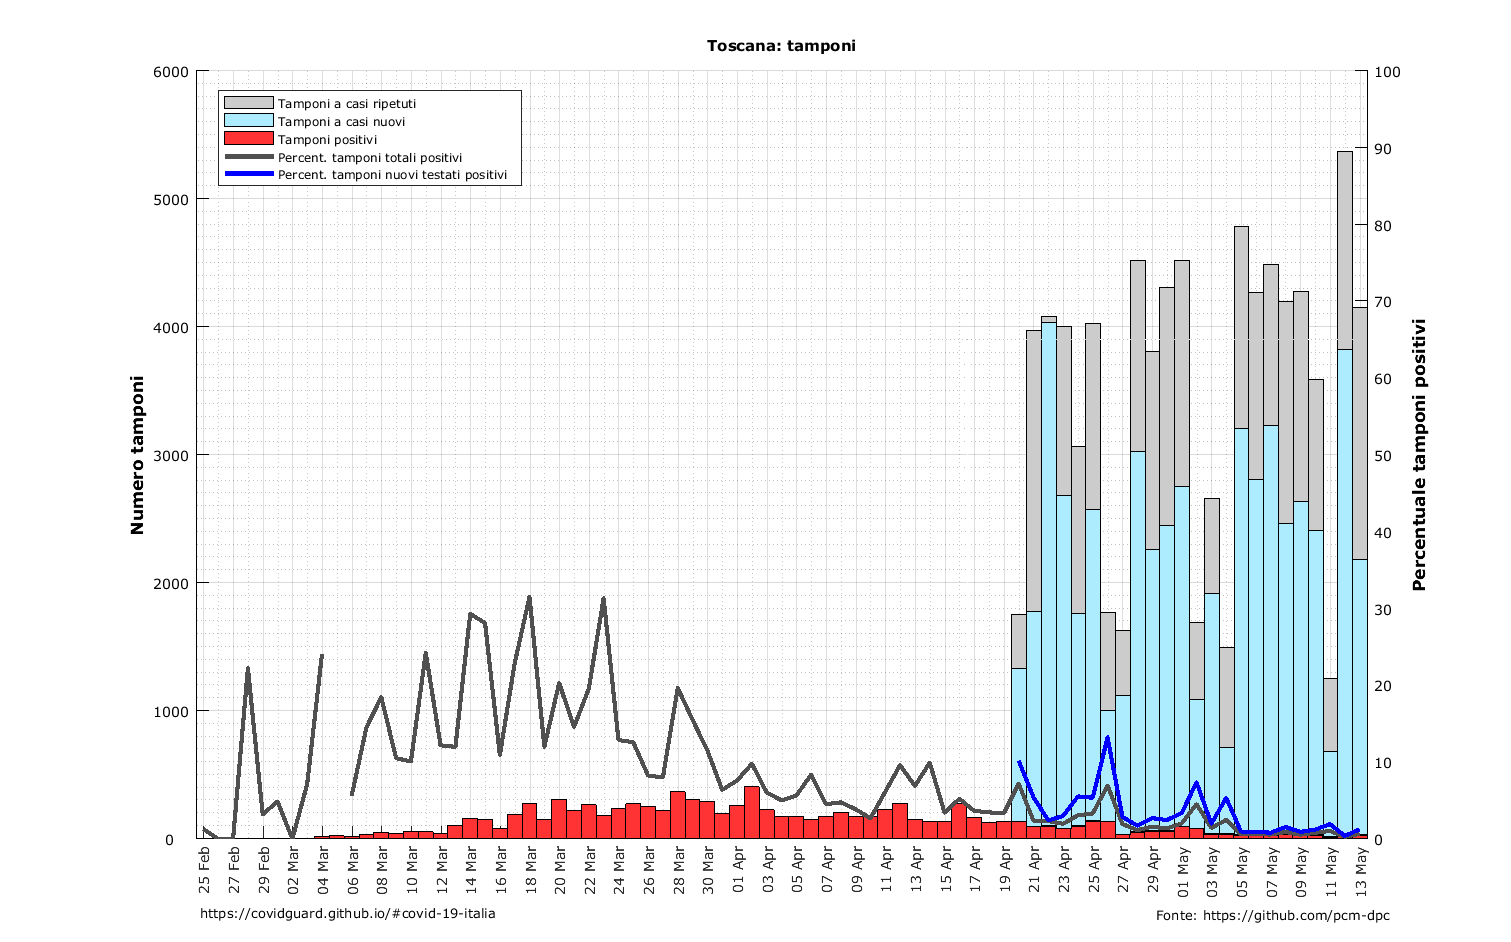 Toscana: tamponi
Tamponi a casi ripetuti
Tamponi a casi nuovi
Tamponi positivi
Percent. tamponi totali positivi
Percent. tamponi nuovi testati positivi
Numero tamponi
6000
5000
4000
3000
2000
1000
0
Percentuale tamponi positivi
100
90
80
70
60
50
40
30
20
10
0
25 Feb
27 Feb
29 Feb
02 Mar
04 Mar
06 Mar
08 Mar
10 Mar
12 Mar
14 Mar
16 Mar
18 Mar
20 Mar
22 Mar
24 Mar
26 Mar
28 Mar
30 Mar
01 Apr
03 Apr
05 Apr
07 Apr
09 Apr
11 Apr
13 Apr
15 Apr
17 Apr
19 Apr
21 Apr
23 Apr
25 Apr
27 Apr
29 Apr
01 May
03 May
05 May
07 May
09 May
11 May
13 May
https://covidguard.github.io/#covid-19-italia
Fonte: https://github.com/pcm-dpc